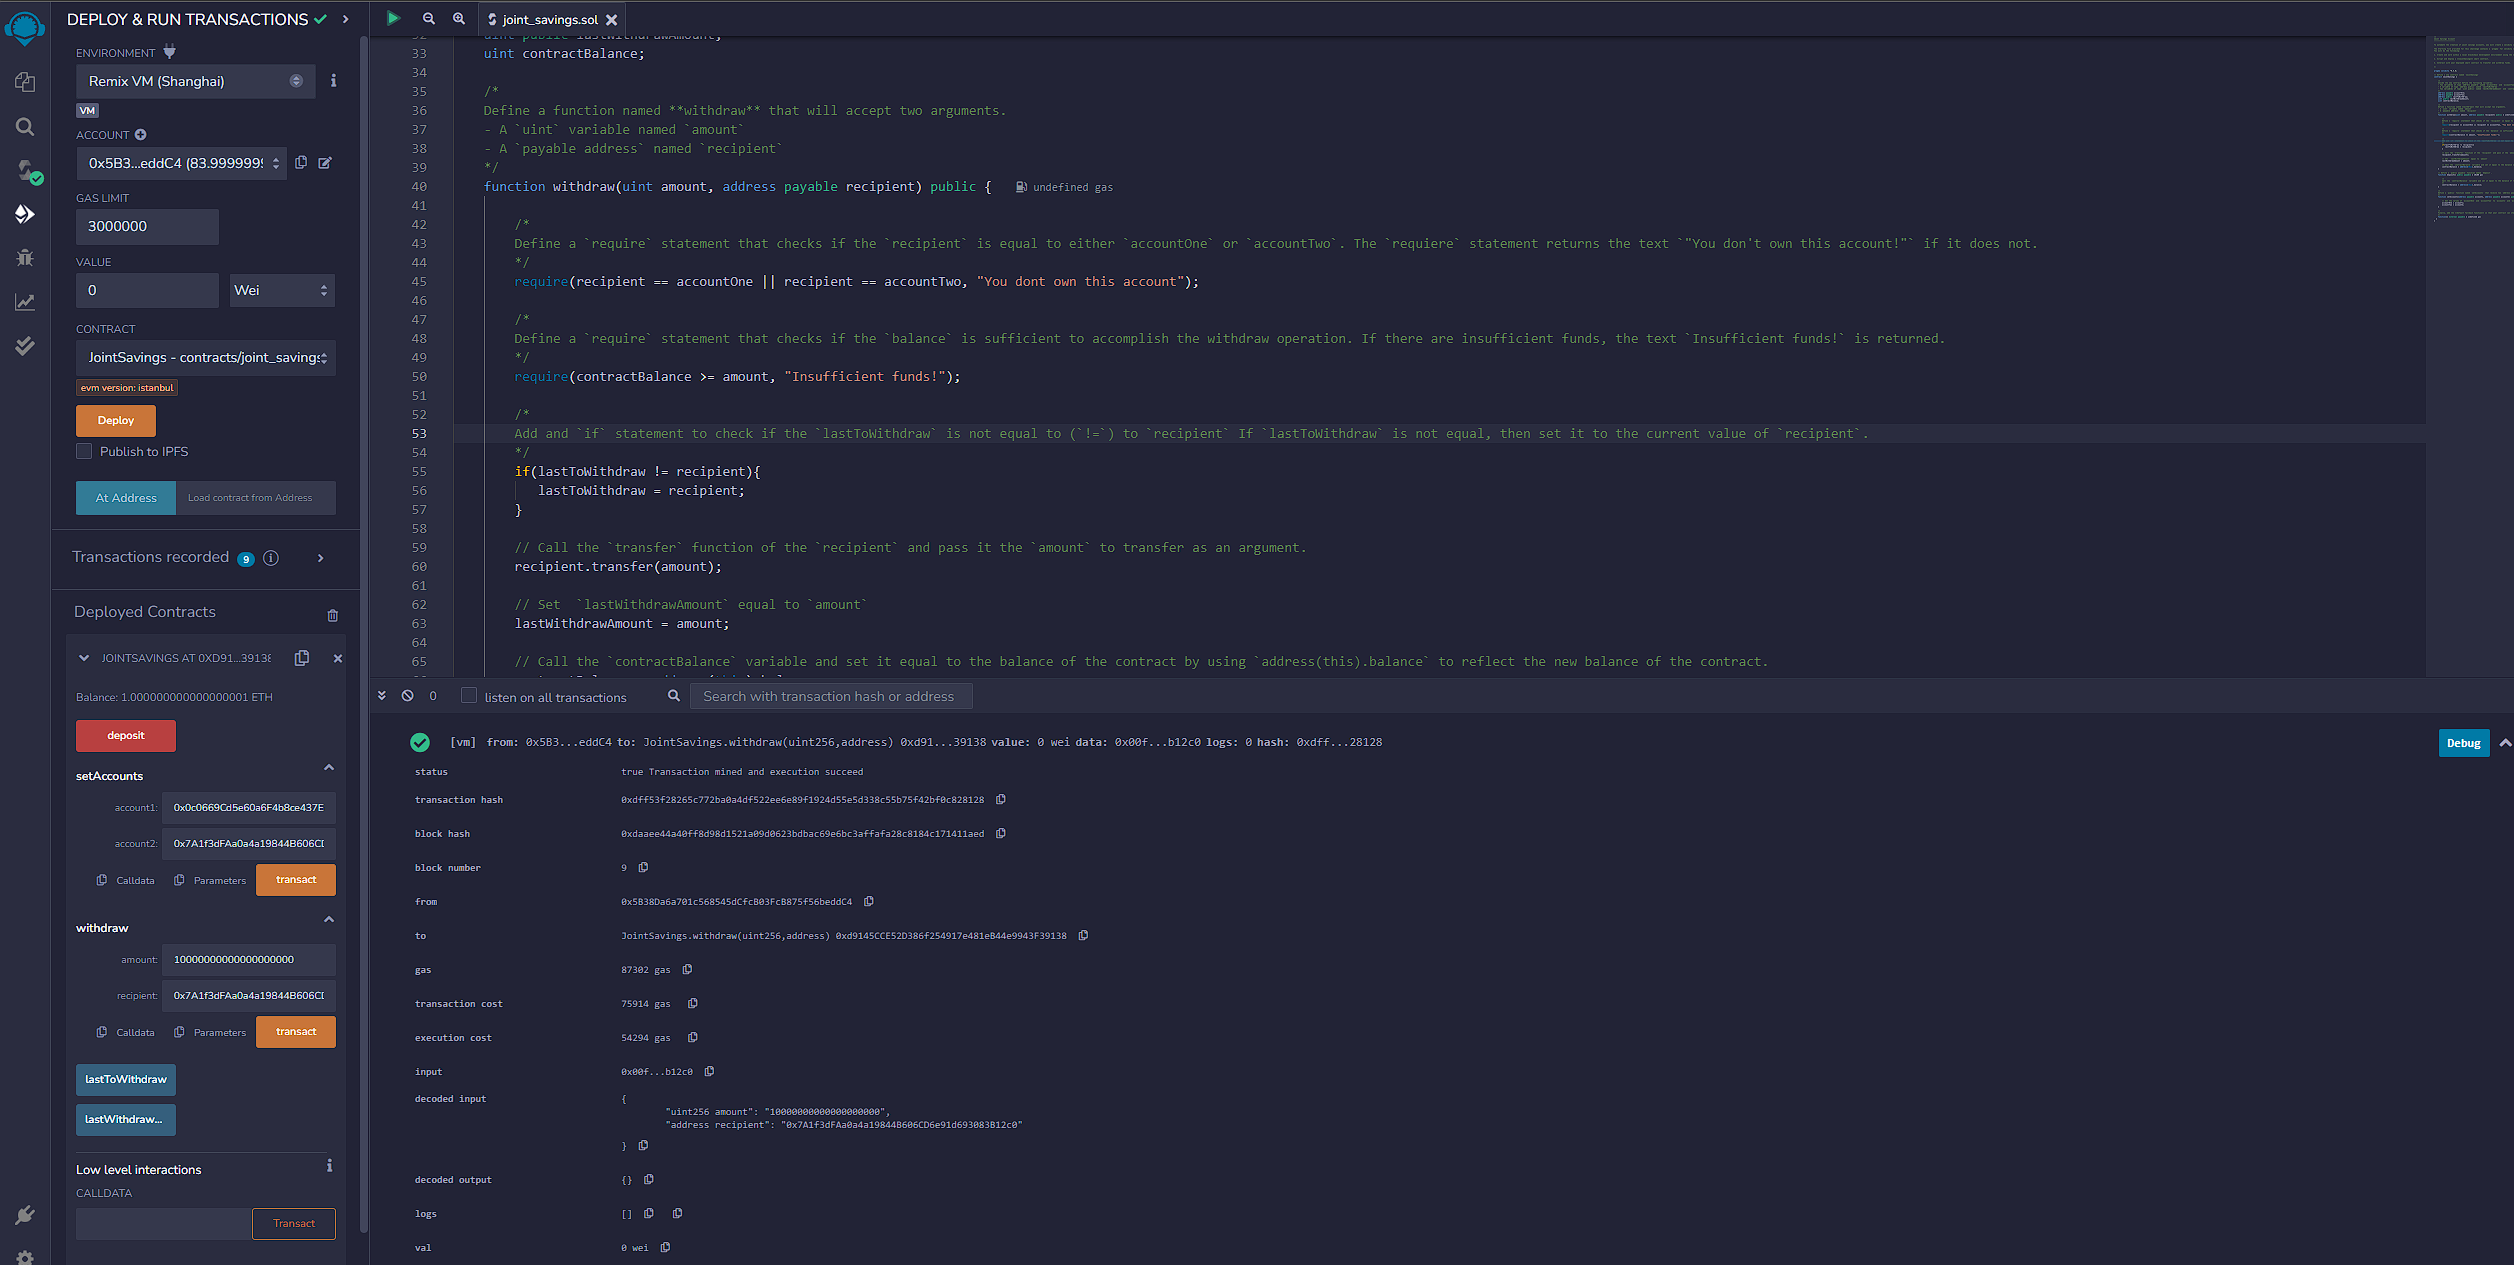 DEPLOY & RUN TRANSACTIONS
ENVIRONMENT
Remix VM (Shanghai)
VM
ACCOUNT
0x5B3...eddC4 (83.9999999
GAS LIMIT
3000000
VALUE
0
Wei
CONTRACT
JointSavings - contracts/joint_savings
evm version: istanbul
Deploy
Publish to IPFS
At Address
Load contract from Address
Transactions recorded 9
Deployed Contracts
JOINTSAVINGS AT 0XD91...39138
Balance: 1.000000000000000001 ETH
deposit
setAccounts
account1: 0x0c0669Cd5e60a6F4b8ce437E
account2: 0x7A1f3dFAa0a4a19844B606CD
Calldata Parameters transact
withdraw
amount: 10000000000000000000
recipient: 0x7A1f3dFAa0a4a19844B606CD
Calldata Parameters transact
lastToWithdraw
lastWithdraw...
Low level interactions
CALLDATA
Transact
joint_savings.sol
32 uint public lastWithdrawAmount;
33 uint contractBalance;
34
35 /*
36 Define a function named **withdraw** that will accept two arguments.
37 - A `uint` variable named `amount`
38 - A `payable address` named `recipient`
39 */
40 function withdraw(uint amount, address payable recipient) public { undefined gas
41
42 /*
43 Define a `require` statement that checks if the `recipient` is equal to either `accountOne` or `accountTwo`. The `requiere` statement returns the text `"You don't own this account!"` if it does not.
44 */
45 require(recipient == accountOne || recipient == accountTwo, "You dont own this account");
46
47 /*
48 Define a `require` statement that checks if the `balance` is sufficient to accomplish the withdraw operation. If there are insufficient funds, the text `Insufficient funds!` is returned.
49 */
50 require(contractBalance >= amount, "Insufficient funds!");
51
52 /*
53 Add and `if` statement to check if the `lastToWithdraw` is not equal to (`!=`) to `recipient` If `lastToWithdraw` is not equal, then set it to the current value of `recipient`.
54 */
55 if(lastToWithdraw != recipient){
56 lastToWithdraw = recipient;
57 }
58
59 // Call the `transfer` function of the `recipient` and pass it the `amount` to transfer as an argument.
60 recipient.transfer(amount);
61
62 // Set  `lastWithdrawAmount` equal to `amount`
63 lastWithdrawAmount = amount;
64
65 // Call the `contractBalance` variable and set it equal to the balance of the contract by using `address(this).balance` to reflect the new balance of the contract.
0 listen on all transactions Search with transaction hash or address
[vm] from: 0x5B3...eddC4 to: JointSavings.withdraw(uint256,address) 0xd91...39138 value: 0 wei data: 0x00f...b12c0 logs: 0 hash: 0xdff...28128
Debug
status true Transaction mined and execution succeed
transaction hash 0xdff53f28265c772ba0a4df522ee6e89f1924d55e5d338c55b75f42bf0c828128
block hash 0xdaaee44a40ff8d98d1521a09d0623bdbac69e6bc3affafa28c8184c171411aed
block number 9
from 0x5B38Da6a701c568545dCfcB03FcB875f56beddC4
to JointSavings.withdraw(uint256,address) 0xd9145CCE52D386f254917e481eB44e9943F39138
gas 87302 gas
transaction cost 75914 gas
execution cost 54294 gas
input 0x00f...b12c0
decoded input {
"uint256 amount": "10000000000000000000",
"address recipient": "0x7A1f3dFAa0a4a19844B606CD6e91d693083B12c0"
}
decoded output {}
logs []
val 0 wei